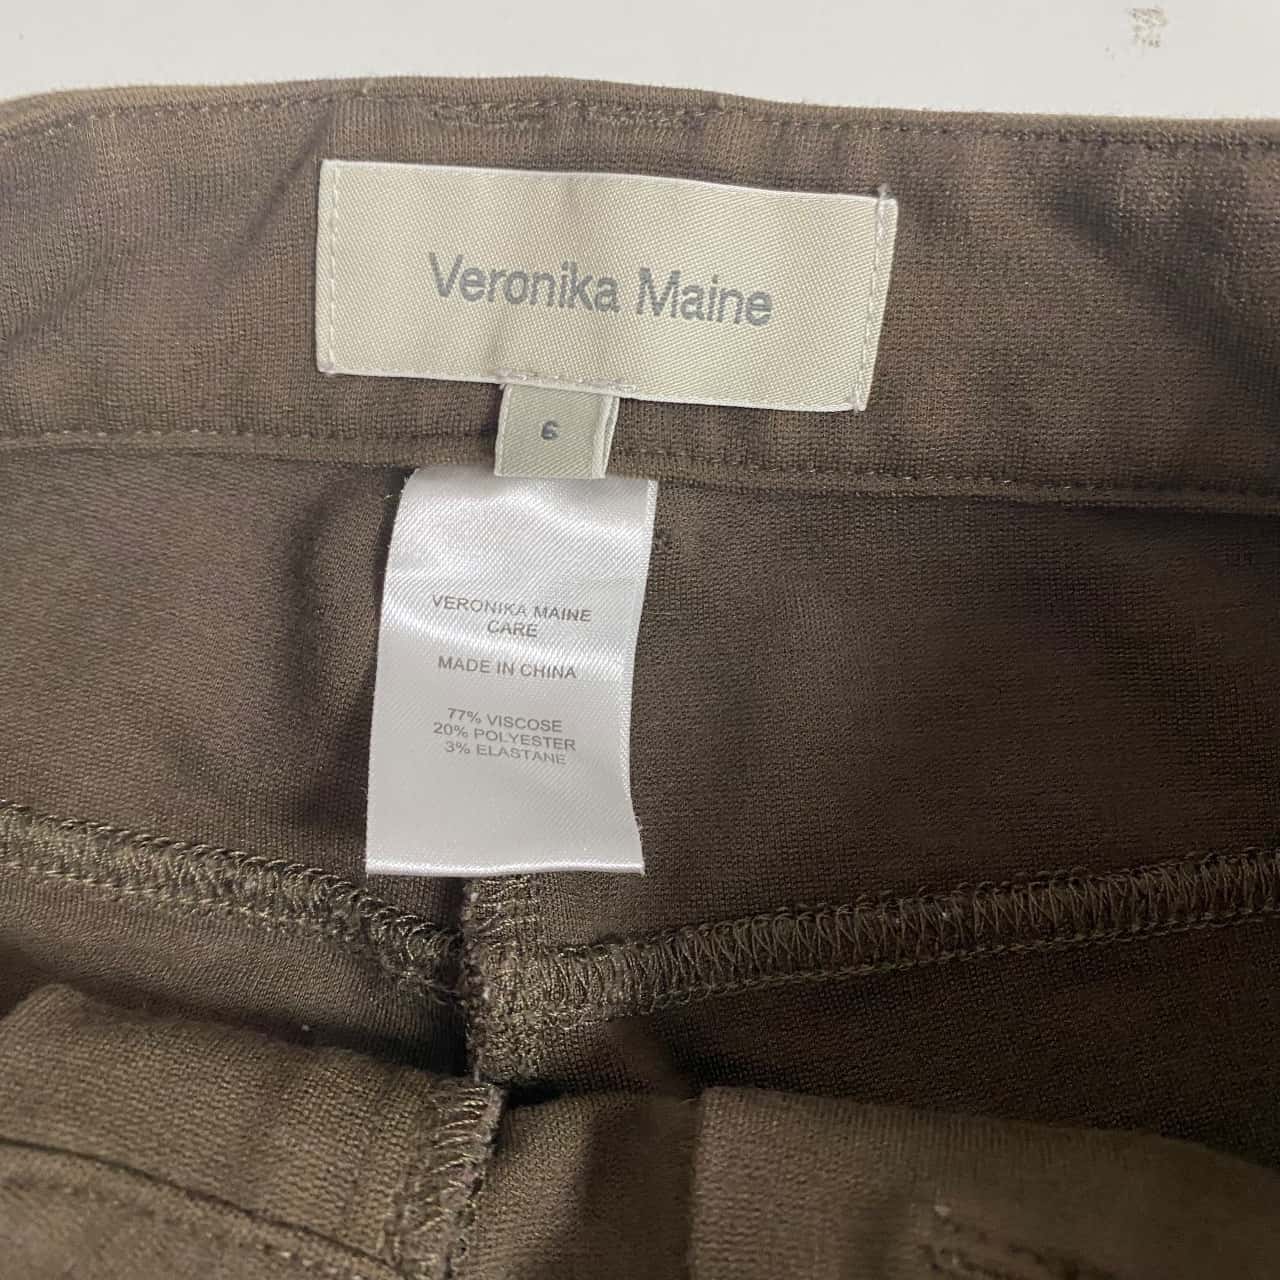 Veronika Maine
6
VERONIKA MAINE
CARE
MADE IN CHINA
77% VISCOSE
20% POLYESTER
3% ELASTANE